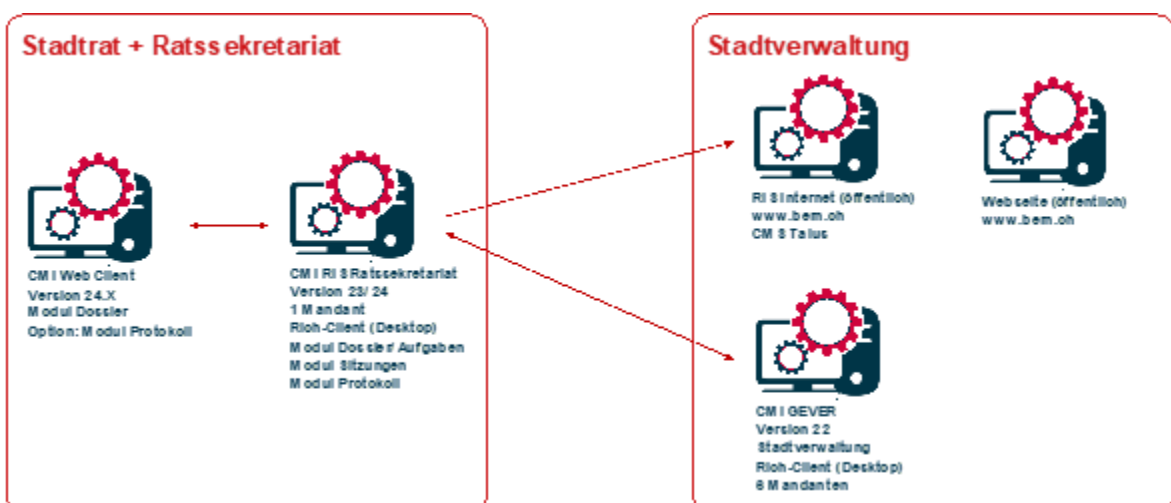 Stadtrat + Ratssekretariat
CMI Web Client
Version 24.X
Modul Dossier
Option: Modul Protokoll
CMI RIS Ratssekretariat
Version 23/ 24
1 Mandant
Rich-Client (Desktop)
Modul Dossier/ Aufgaben
Modul Sitzungen
Modul Protokoll
Stadtverwaltung
RIS Internet (öffentlich)
www.bern.ch
CMS Talus
Webseite (öffentlich)
www.bern.ch
CMI GEVER
Version 22
Stadtverwaltung
Rich-Client (Desktop)
6 Mandanten